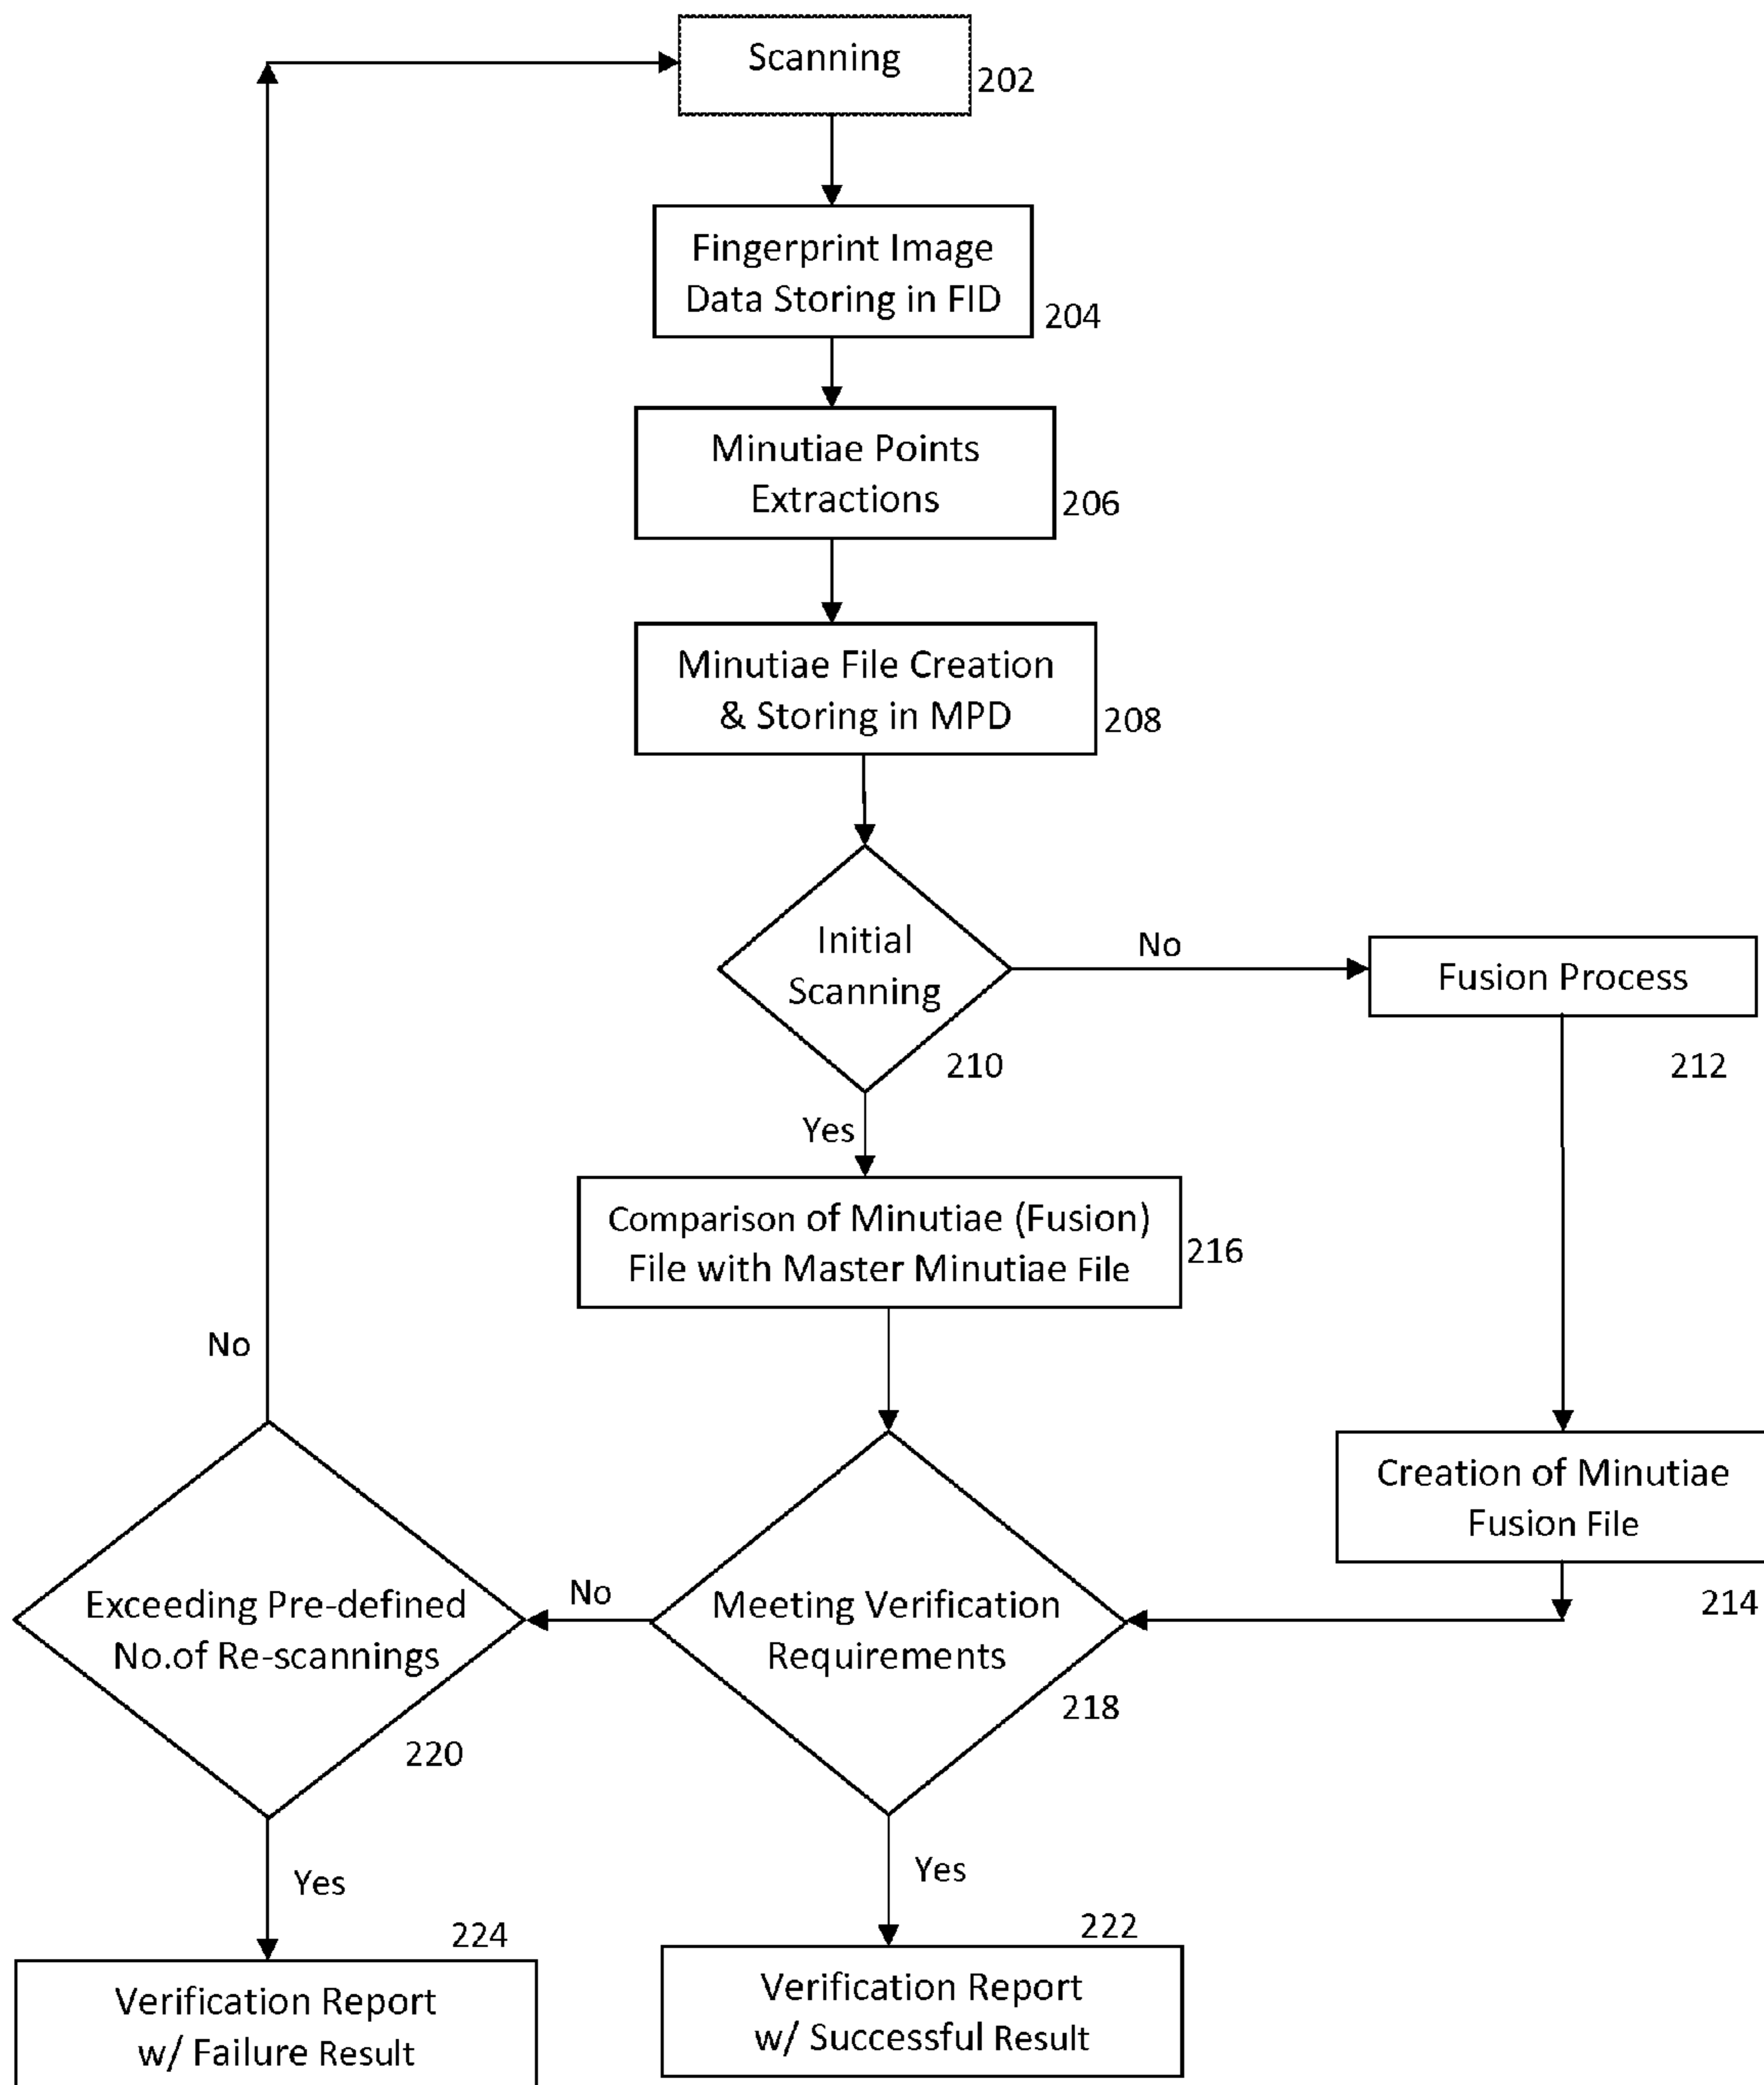 Scanning
202
Fingerprint Image
Data Storing in FID
204
Minutiae Points
Extractions
206
Minutiae File Creation
& Storing in MPD
208
Initial
Scanning
210
No
Fusion Process
212
Yes
Comparison of Minutiae (Fusion)
File with Master Minutiae File
216
No
Creation of Minutiae
Fusion File
214
Exceeding Pre-defined
No.of Re-scannings
220
No
Meeting Verification
Requirements
218
Yes
Yes
224
Verification Report
w/ Failure Result
222
Verification Report
w/ Successful Result